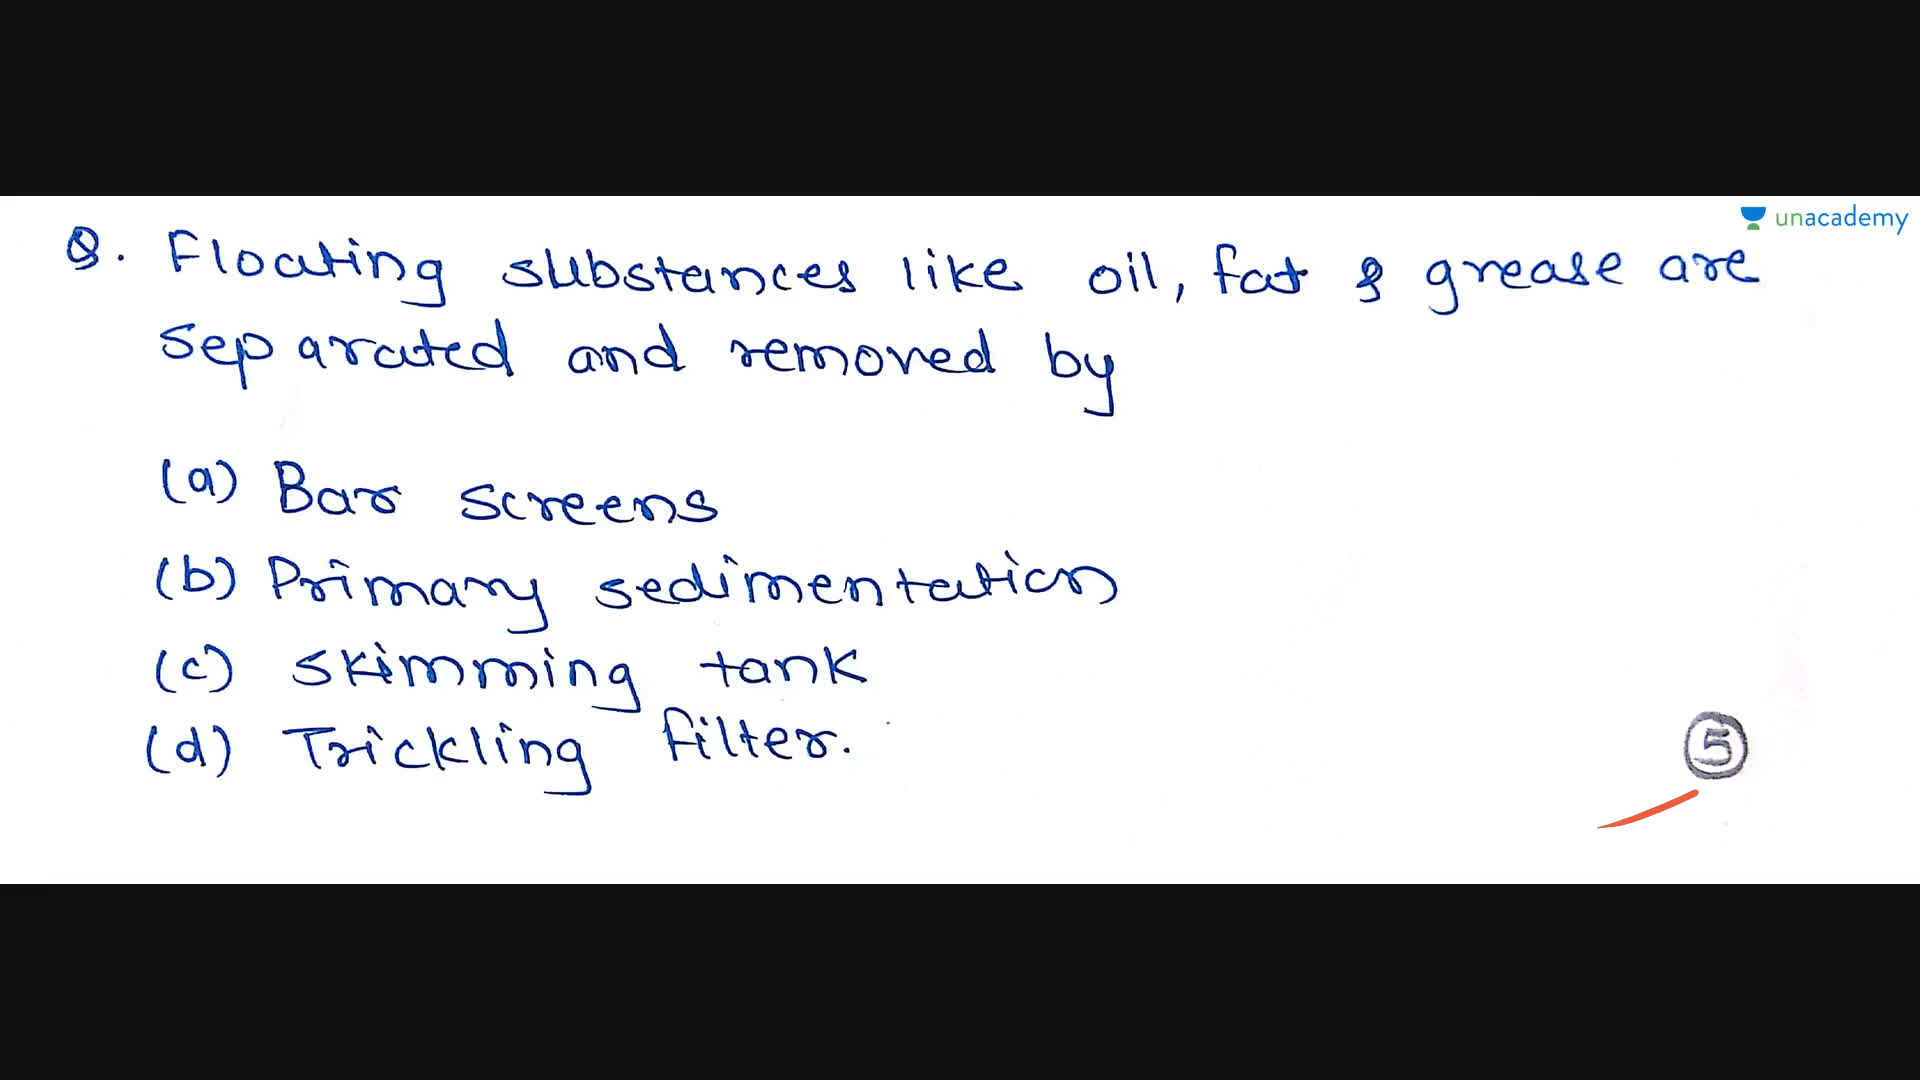 unacademy
Q. Floating substances like oil, fat & grease are
separated and removed by
(a) Bar screens
(b) Primary sedimentation
(c) skimming tank
(d) Trickling filter.
5